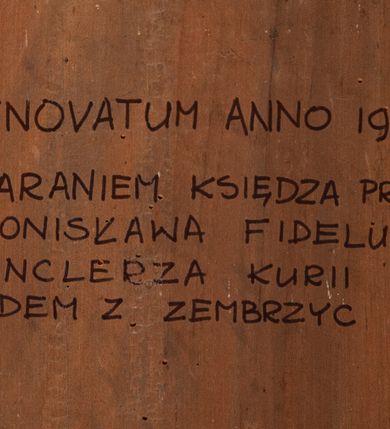 NOVATUM ANNO 19
ARANIEM KSIĘDZA PR
ONISŁAWA FIDELU
NCLERZA KURII
DEM Z ZEMBRZYC